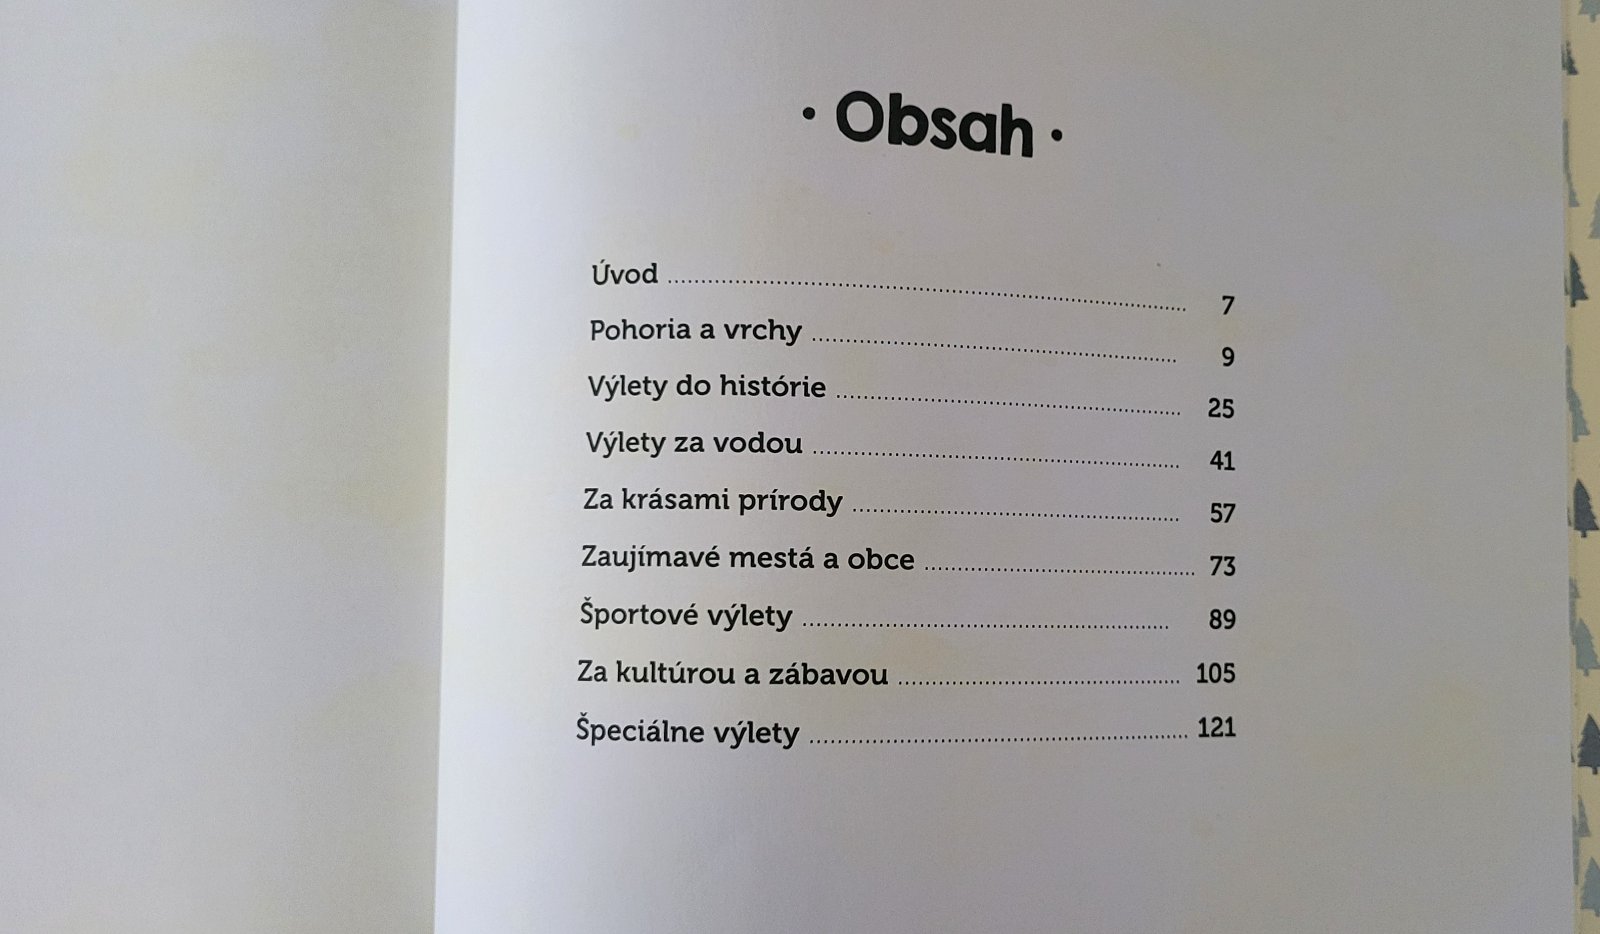 · Obsah ·
Úvod ........ 7
Pohoria a vrchy ........ 9
Výlety do histórie ........ 25
Výlety za vodou ........ 41
Za krásami prírody ........ 57
Zaujímavé mestá a obce ........ 73
Športové výlety ........ 89
Za kultúrou a zábavou ........ 105
Špeciálne výlety ........ 121